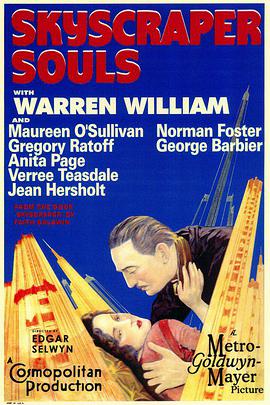 SKYSCRAPER
SOULS
WITH
WARREN WILLIAM
AND
Maureen O'Sullivan Norman Foster
Gregory Ratoff George Barbier
Anita Page
Verree Teasdale
Jean Hersholt
FROM THE BOOK
SKYSCRAPER BY
FAITH BALDWIN
DIRECTED BY
EDGAR
SELWYN
A Cosmopolitan
Production
A Metro-
Goldwyn-
Mayer
Picture